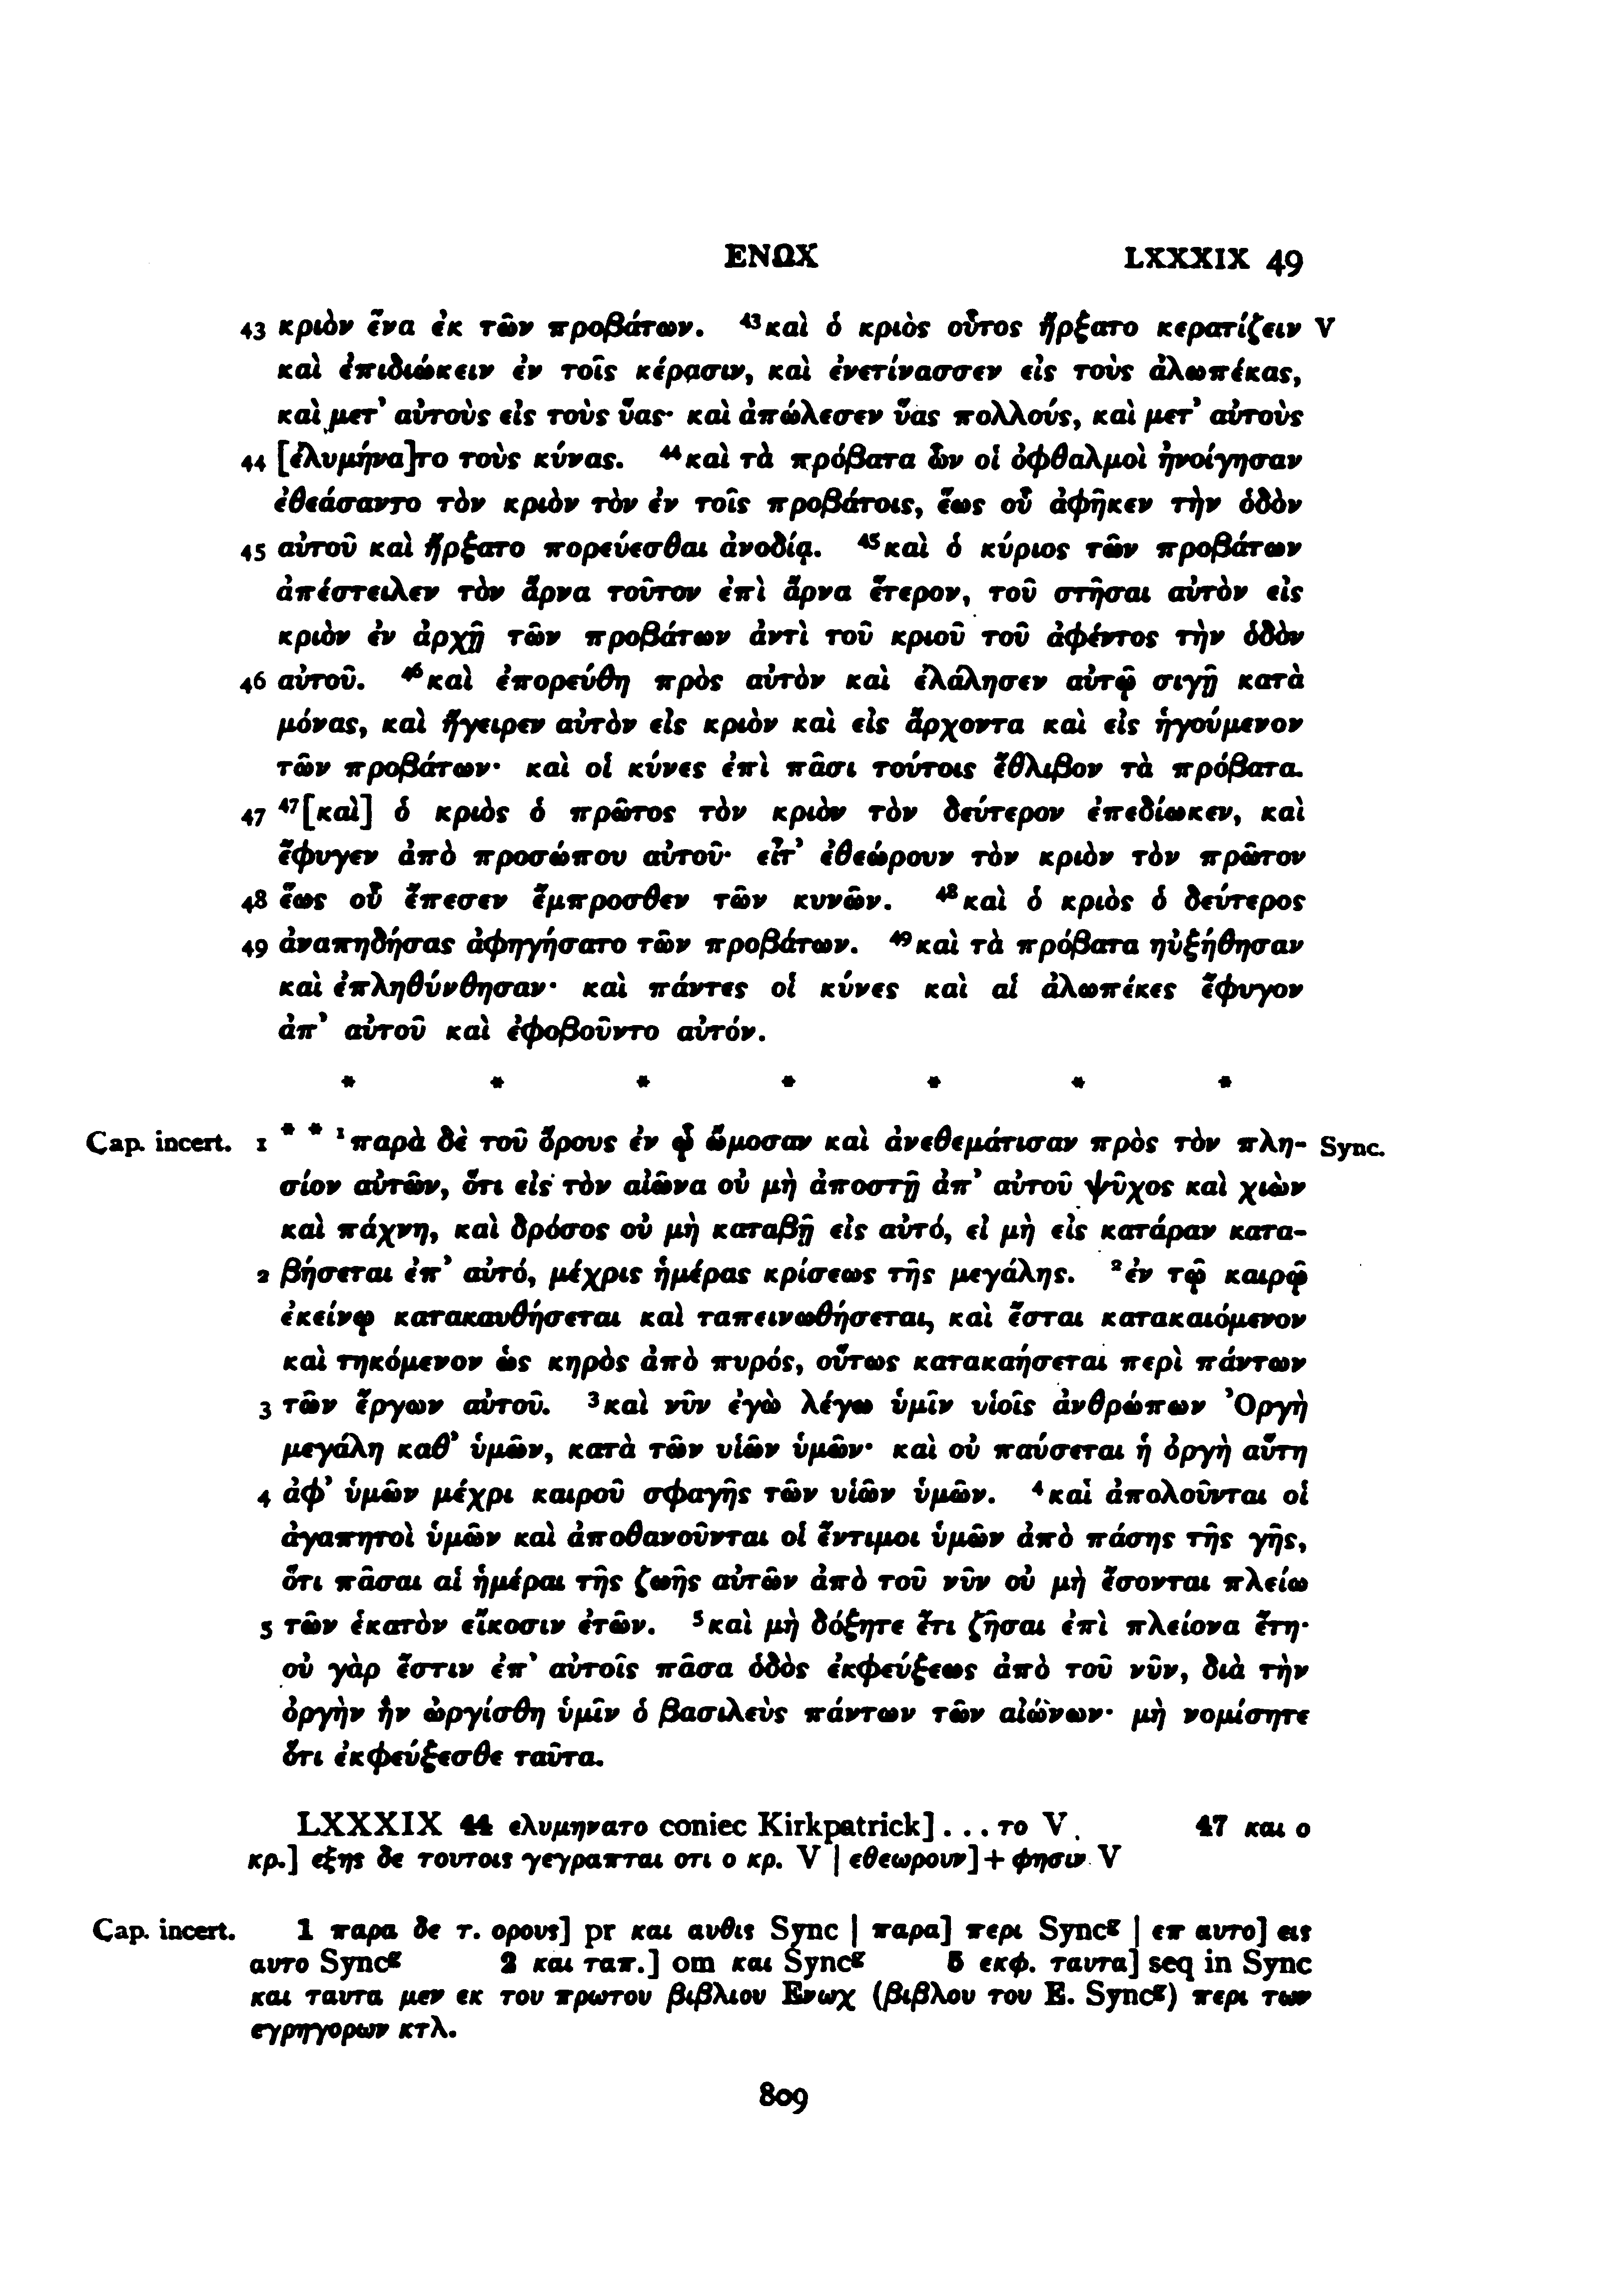 ΕΝΩΧ LXXXIX 49
43 κριὸν ἕνα ἐκ τῶν προβάτων. ⁴³καὶ ὁ κριὸς οὗτος ἤρξατο κερατίζειν V
καὶ ἐπιδιώκειν ἐν τοῖς κέρασιν, καὶ ἐνετίνασσεν εἰς τοὺς ἀλωπέκας,
καὶ μετ’ αὐτοὺς εἰς τοὺς ὕας· καὶ ἀπώλεσεν ὕας πολλούς, καὶ μετ’ αὐτοὺς
44 [ἐλυμήνα]το τοὺς κύνας. ⁴⁴καὶ τὰ πρόβατα ὧν οἱ ὀφθαλμοὶ ἠνοίγησαν
ἐθεάσαντο τὸν κριὸν τὸν ἐν τοῖς προβάτοις, ἕως οὗ ἀφῆκεν τὴν ὁδὸν
45 αὐτοῦ καὶ ἤρξατο πορεύεσθαι ἀνοδίᾳ. ⁴⁵καὶ ὁ κύριος τῶν προβάτων
ἀπέστειλεν τὸν ἄρνα τοῦτον ἐπὶ ἄρνα ἕτερον, τοῦ στῆσαι αὐτὸν εἰς
κριὸν ἐν ἀρχῇ τῶν προβάτων ἀντὶ τοῦ κριοῦ τοῦ ἀφέντος τὴν ὁδὸν
46 αὐτοῦ. ⁴⁶καὶ ἐπορεύθη πρὸς αὐτὸν καὶ ἐλάλησεν αὐτῷ σιγῇ κατὰ
μόνας, καὶ ἤγειρεν αὐτὸν εἰς κριὸν καὶ εἰς ἄρχοντα καὶ εἰς ἡγούμενον
τῶν προβάτων· καὶ οἱ κύνες ἐπὶ πᾶσι τούτοις ἔθλιβον τὰ πρόβατα.
47 ⁴⁷[καὶ] ὁ κριὸς ὁ πρῶτος τὸν κριὸν τὸν δεύτερον ἐπεδίωκεν, καὶ
ἔφυγεν ἀπὸ προσώπου αὐτοῦ· εἶτ’ ἐθεώρουν τὸν κριὸν τὸν πρῶτον
48 ἕως οὗ ἔπεσεν ἔμπροσθεν τῶν κυνῶν. ⁴⁸καὶ ὁ κριὸς ὁ δεύτερος
49 ἀναπηδήσας ἀφηγήσατο τῶν προβάτων. ⁴⁹καὶ τὰ πρόβατα ηὐξήθησαν
καὶ ἐπληθύνθησαν· καὶ πάντες οἱ κύνες καὶ αἱ ἀλωπέκες ἔφυγον
ἀπ’ αὐτοῦ καὶ ἐφοβοῦντο αὐτόν.
* * * * * * *
Cap. incert. 1 * * ¹παρὰ δὲ τοῦ ὄρους ἐν ᾧ ὤμοσαν καὶ ἀνεθεμάτισαν πρὸς τὸν πλη- Sync.
σίον αὐτῶν, ὅτι εἰς τὸν αἰῶνα οὐ μὴ ἀποστῇ ἀπ’ αὐτοῦ ψῦχος καὶ χιὼν
καὶ πάχνη, καὶ δρόσος οὐ μὴ καταβῇ εἰς αὐτό, εἰ μὴ εἰς κατάραν κατα-
2 βήσεται ἐπ’ αὐτό, μέχρις ἡμέρας κρίσεως τῆς μεγάλης. ²ἐν τῷ καιρῷ
ἐκείνῳ κατακαυθήσεται καὶ ταπεινωθήσεται, καὶ ἔσται κατακαιόμενον
καὶ τηκόμενον ὡς κηρὸς ἀπὸ πυρός, οὕτως κατακαήσεται περὶ πάντων
3 τῶν ἔργων αὐτοῦ. ³καὶ νῦν ἐγὼ λέγω ὑμῖν υἱοῖς ἀνθρώπων Ὀργὴ
μεγάλη καθ’ ὑμῶν, κατὰ τῶν υἱῶν ὑμῶν· καὶ οὐ παύσεται ἡ ὀργὴ αὕτη
4 ἀφ’ ὑμῶν μέχρι καιροῦ σφαγῆς τῶν υἱῶν ὑμῶν. ⁴καὶ ἀπολοῦνται οἱ
ἀγαπητοὶ ὑμῶν καὶ ἀποθανοῦνται οἱ ἔντιμοι ὑμῶν ἀπὸ πάσης τῆς γῆς,
ὅτι πᾶσαι αἱ ἡμέραι τῆς ζωῆς αὐτῶν ἀπὸ τοῦ νῦν οὐ μὴ ἔσονται πλείω
5 τῶν ἑκατὸν εἴκοσιν ἐτῶν. ⁵καὶ μὴ δόξητε ἔτι ζῆσαι ἐπὶ πλείονα ἔτη·
οὐ γὰρ ἔστιν ἐπ’ αὐτοῖς πᾶσα ὁδὸς ἐκφεύξεως ἀπὸ τοῦ νῦν, διὰ τὴν
ὀργὴν ἣν ὠργίσθη ὑμῖν ὁ βασιλεὺς πάντων τῶν αἰώνων· μὴ νομίσητε
ὅτι ἐκφεύξεσθε ταῦτα.
LXXXIX 44 ελυμηνατο coniec Kirkpatrick] . . . το V. 47 και ο
κρ.] εξης δε τουτοις γεγραπται οτι ο κρ. V | εθεωρουν] + φησιν V
Cap. incert. 1 παρα δε τ. ορους] pr και αυθις Sync | παρα] περι Syncᵍ | επ αυτο] εις
αυτο Syncᵍ 2 και ταπ.] om και Syncᵍ 5 εκφ. ταυτα] seq in Sync
και ταυτα μεν εκ του πρωτου βιβλιου Ενωχ (βιβλου του Ε. Syncᵍ) περι των
εγρηγορων κτλ.
809